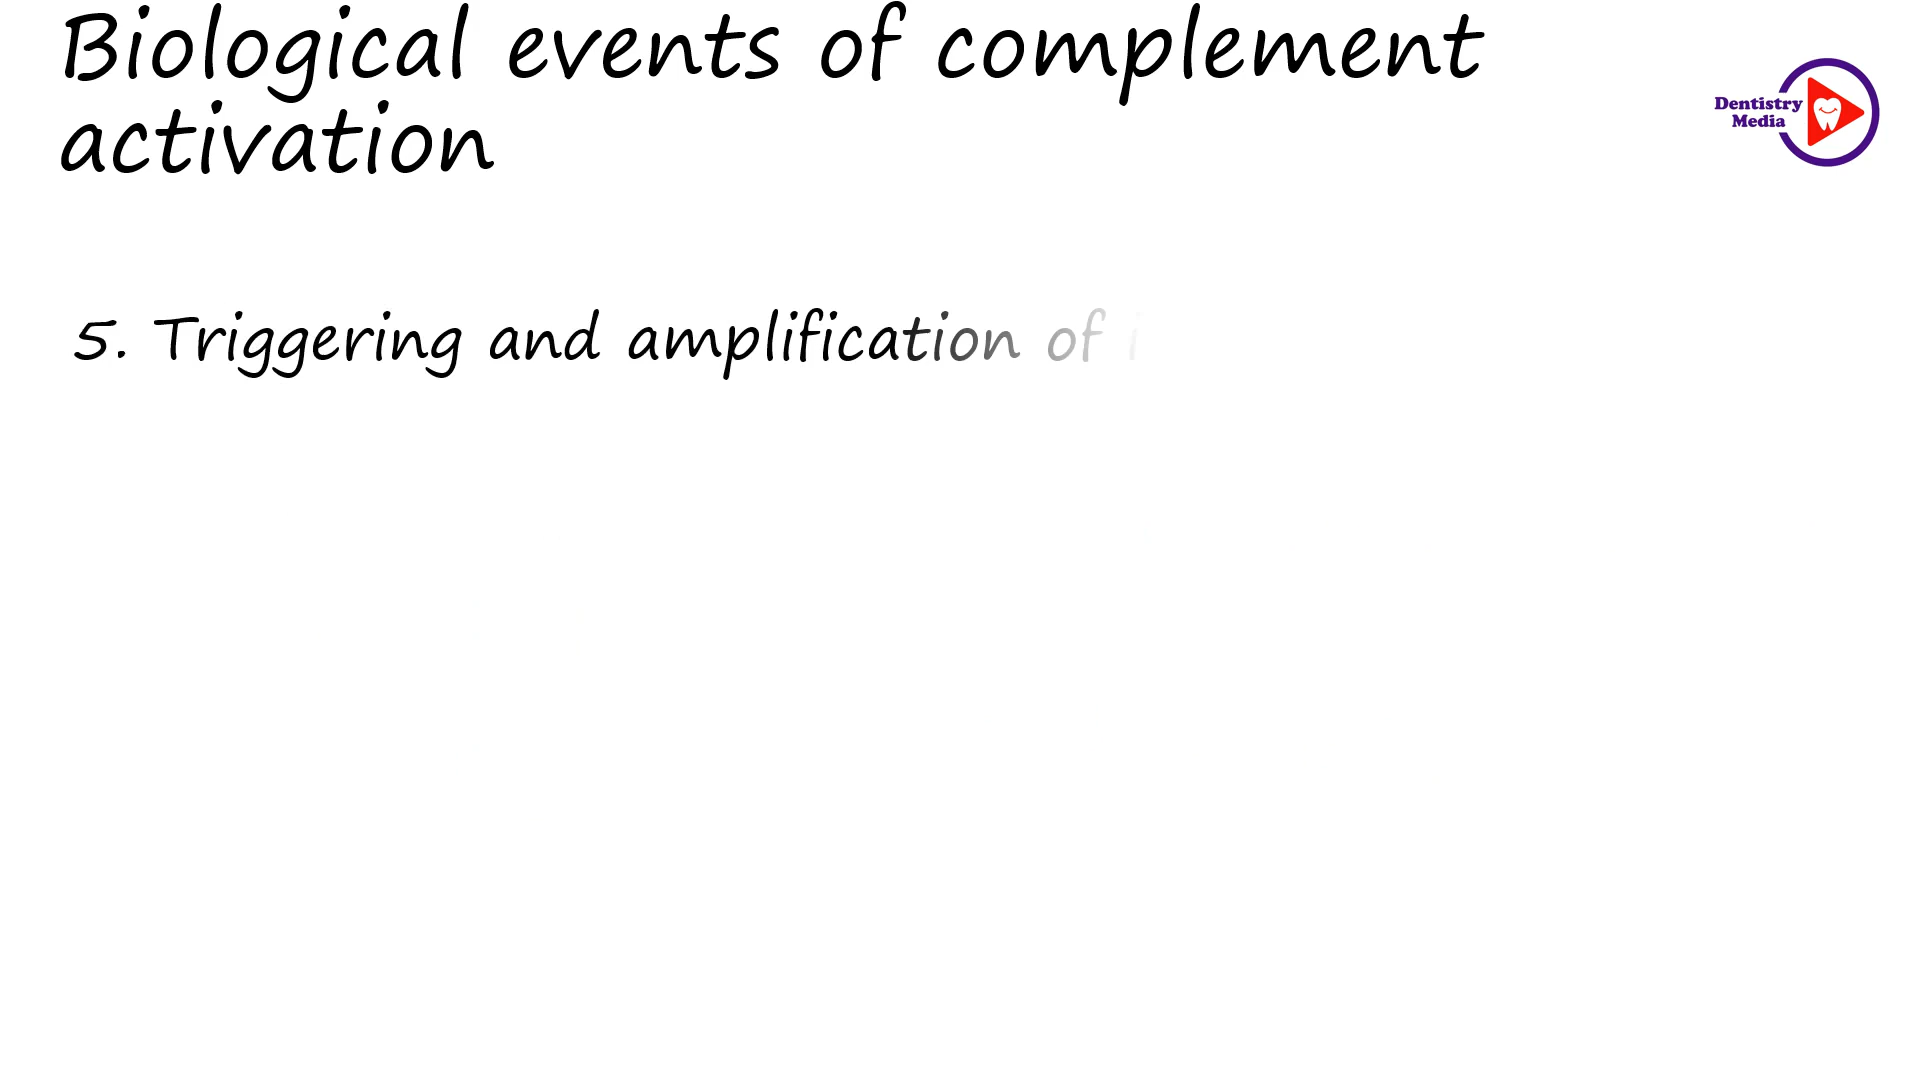 Biological events of complement
activation
Dentistry
Media
5. Triggering and amplification of i